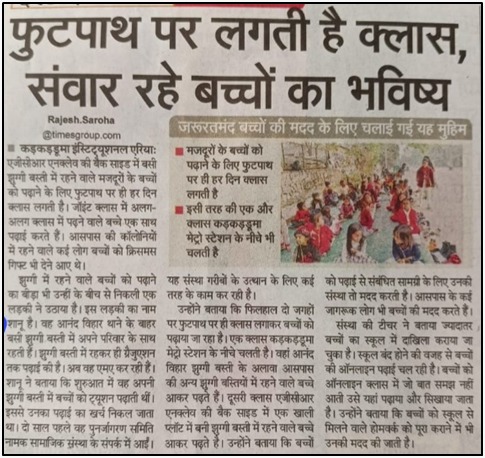 फुटपाथ पर लगती है क्लास,
संवार रहे बच्चों का भविष्य
Rajesh.Saroha
@timesgroup.com
■ कड़कड़डूमा इंस्टिट्यूशनल एरिया:
एजीसीआर एनक्लेव की बैक साइड में बसी
झुग्गी बस्ती में रहने वाले मजदूरों के बच्चों
को पढ़ाने के लिए फुटपाथ पर ही हर दिन
क्लास लगती है। जॉइंट क्लास में अलग-
अलग क्लास में पढ़ने वाले बच्चे एक साथ
पढ़ाई करते हैं। आसपास की कॉलोनियों
में रहने वाले कई लोग बच्चों को क्रिसमस
गिफ्ट भी देने आए थे।
झुग्गी में रहने वाले बच्चों को पढ़ाने
का बीड़ा भी उन्हीं के बीच से निकली एक
लड़की ने उठाया है। इस लड़की का नाम
शानू है। वह आनंद विहार थाने के बाहर
बसी झुग्गी बस्ती में अपने परिवार के साथ
रहती हैं। झुग्गी में रहकर ही ग्रैजुएशन
तक पढ़ाई की है। अब वह एमए कर रही हैं।
शानू ने बताया कि शुरुआत में वह अपनी
झुग्गी बस्ती में बच्चों को ट्यूशन पढ़ाती थीं।
इससे उनका पढ़ाई का खर्च निकल जाता
था। दो साल पहले वह पुनर्जागरण समिति
नामक सामाजिक संस्था के संपर्क में आईं।
जरूरतमंद बच्चों की मदद के लिए चलाई गई यह मुहिम
■ मजदूरों के बच्चों को
पढ़ाने के लिए फुटपाथ
पर ही हर दिन क्लास
लगती है
■ इसी तरह की एक और
क्लास कड़कड़डूमा
मेट्रो स्टेशन के नीचे भी
चलती है
यह संस्था गरीबों के उत्थान के लिए कई
तरह के काम कर रही है।
उन्होंने बताया कि फिलहाल दो जगहों
पर फुटपाथ पर ही क्लास लगाकर बच्चों को
पढ़ाया जा रहा है। एक क्लास कड़कड़डूमा
मेट्रो स्टेशन के नीचे चलती है। यहां आनंद
विहार झुग्गी बस्ती के अलावा आसपास
की अन्य झुग्गी बस्तियों में रहने वाले बच्चे
आकर पढ़ते हैं। दूसरी क्लास एजीसीआर
एनक्लेव की बैक साइड में एक खाली
प्लॉट में बनी झुग्गी बस्ती में रहने वाले बच्चे
आकर पढ़ते हैं। उन्होंने बताया कि बच्चों
को पढ़ाई से संबंधित सामग्री के लिए उनकी
संस्था तो मदद करती है। आसपास के कई
जागरूक लोग भी बच्चों की मदद करते हैं।
संस्था की टीचर ने बताया ज्यादातर
बच्चों का स्कूल में दाखिला कराया जा
चुका है। स्कूल बंद होने की वजह से बच्चों
की ऑनलाइन पढ़ाई चल रही है। बच्चों को
ऑनलाइन क्लास में जो बात समझ नहीं
आती उसे यहां पढ़ाया और सिखाया जाता
है। उन्होंने बताया कि बच्चों को स्कूल से
मिलने वाले होमवर्क को पूरा कराने में भी
उनकी मदद की जाती है।